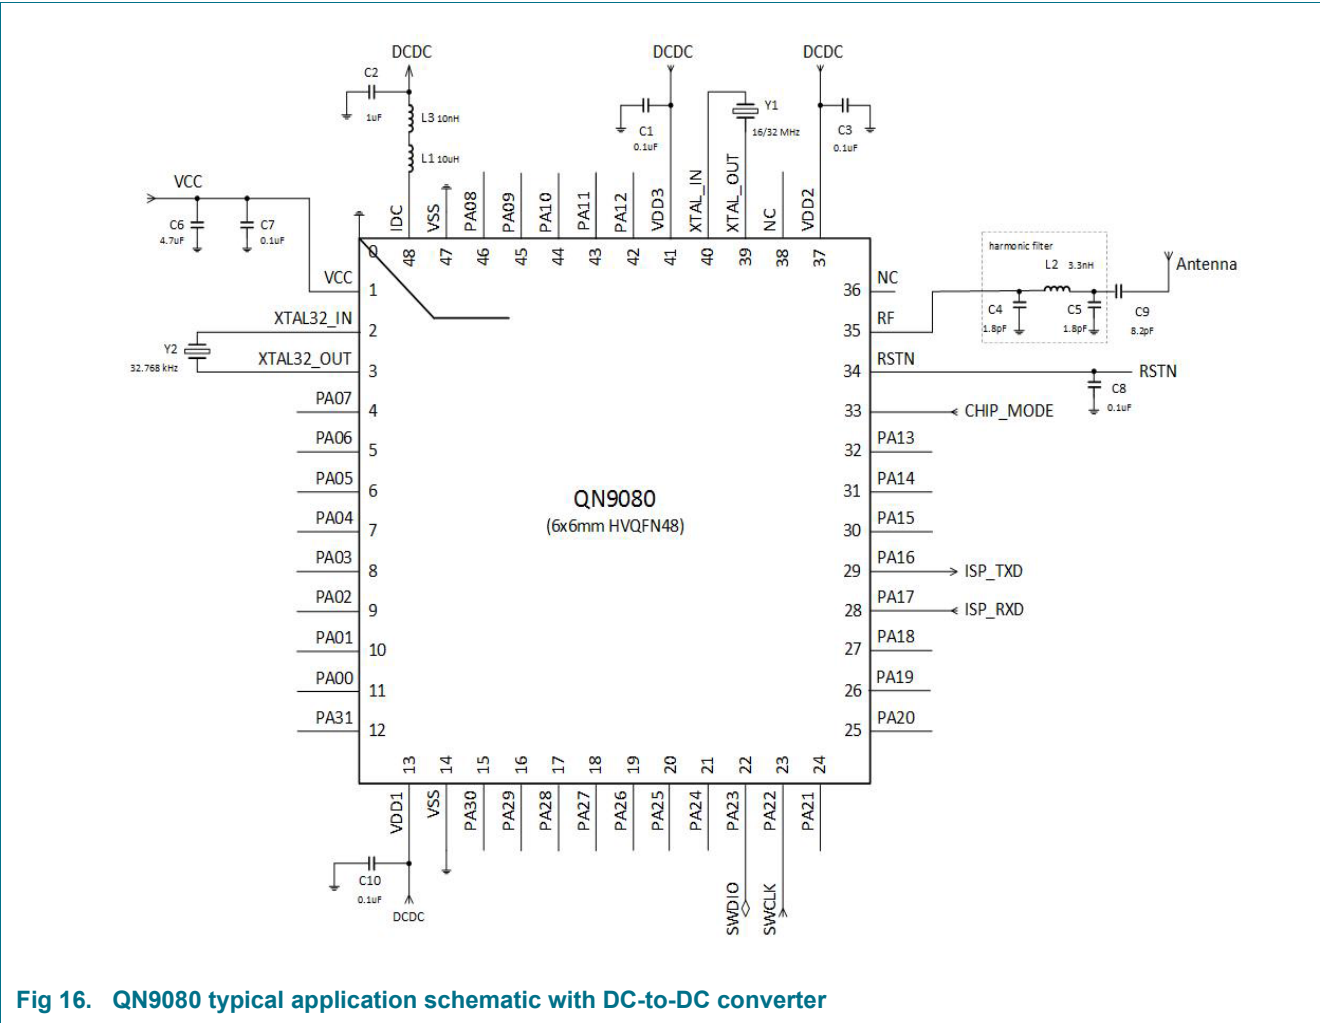 DCDC
DCDC
DCDC
C2
1uF
L3 10nH
L1 10uH
C1
0.1uF
Y1
16/32 MHz
C3
0.1uF
VCC
C6
4.7uF
C7
0.1uF
IDC
VSS
PA08
PA09
PA10
PA11
PA12
VDD3
XTAL_IN
XTAL_OUT
NC
VDD2
0
48
47
46
45
44
43
42
41
40
39
38
37
VCC
1
XTAL32_IN
2
XTAL32_OUT
3
Y2
32.768 kHz
PA07
4
PA06
5
PA05
6
PA04
7
PA03
8
PA02
9
PA01
10
PA00
11
PA31
12
QN9080
(6x6mm HVQFN48)
36
NC
35
RF
34
RSTN
33
32
PA13
31
PA14
30
PA15
29
PA16
28
PA17
27
PA18
26
PA19
25
PA20
harmonic filter
L2 3.3nH
C4
1.8pF
C5
1.8pF
C9
8.2pF
Antenna
RSTN
C8
0.1uF
CHIP_MODE
ISP_TXD
ISP_RXD
13
14
15
16
17
18
19
20
21
22
23
24
VDD1
VSS
PA30
PA29
PA28
PA27
PA26
PA25
PA24
PA23
PA22
PA21
C10
0.1uF
DCDC
SWDIO
SWCLK
Fig 16. QN9080 typical application schematic with DC-to-DC converter